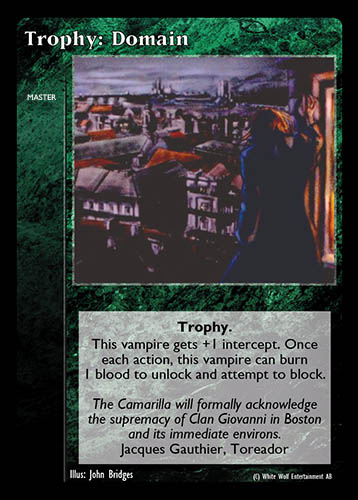 Trophy: Domain
MASTER
Trophy.
This vampire gets +1 intercept. Once
each action, this vampire can burn
1 blood to unlock and attempt to block.
The Camarilla will formally acknowledge
the supremacy of Clan Giovanni in Boston
and its immediate environs.
Jacques Gauthier, Toreador
Illus: John Bridges
(C) White Wolf Entertainment AB